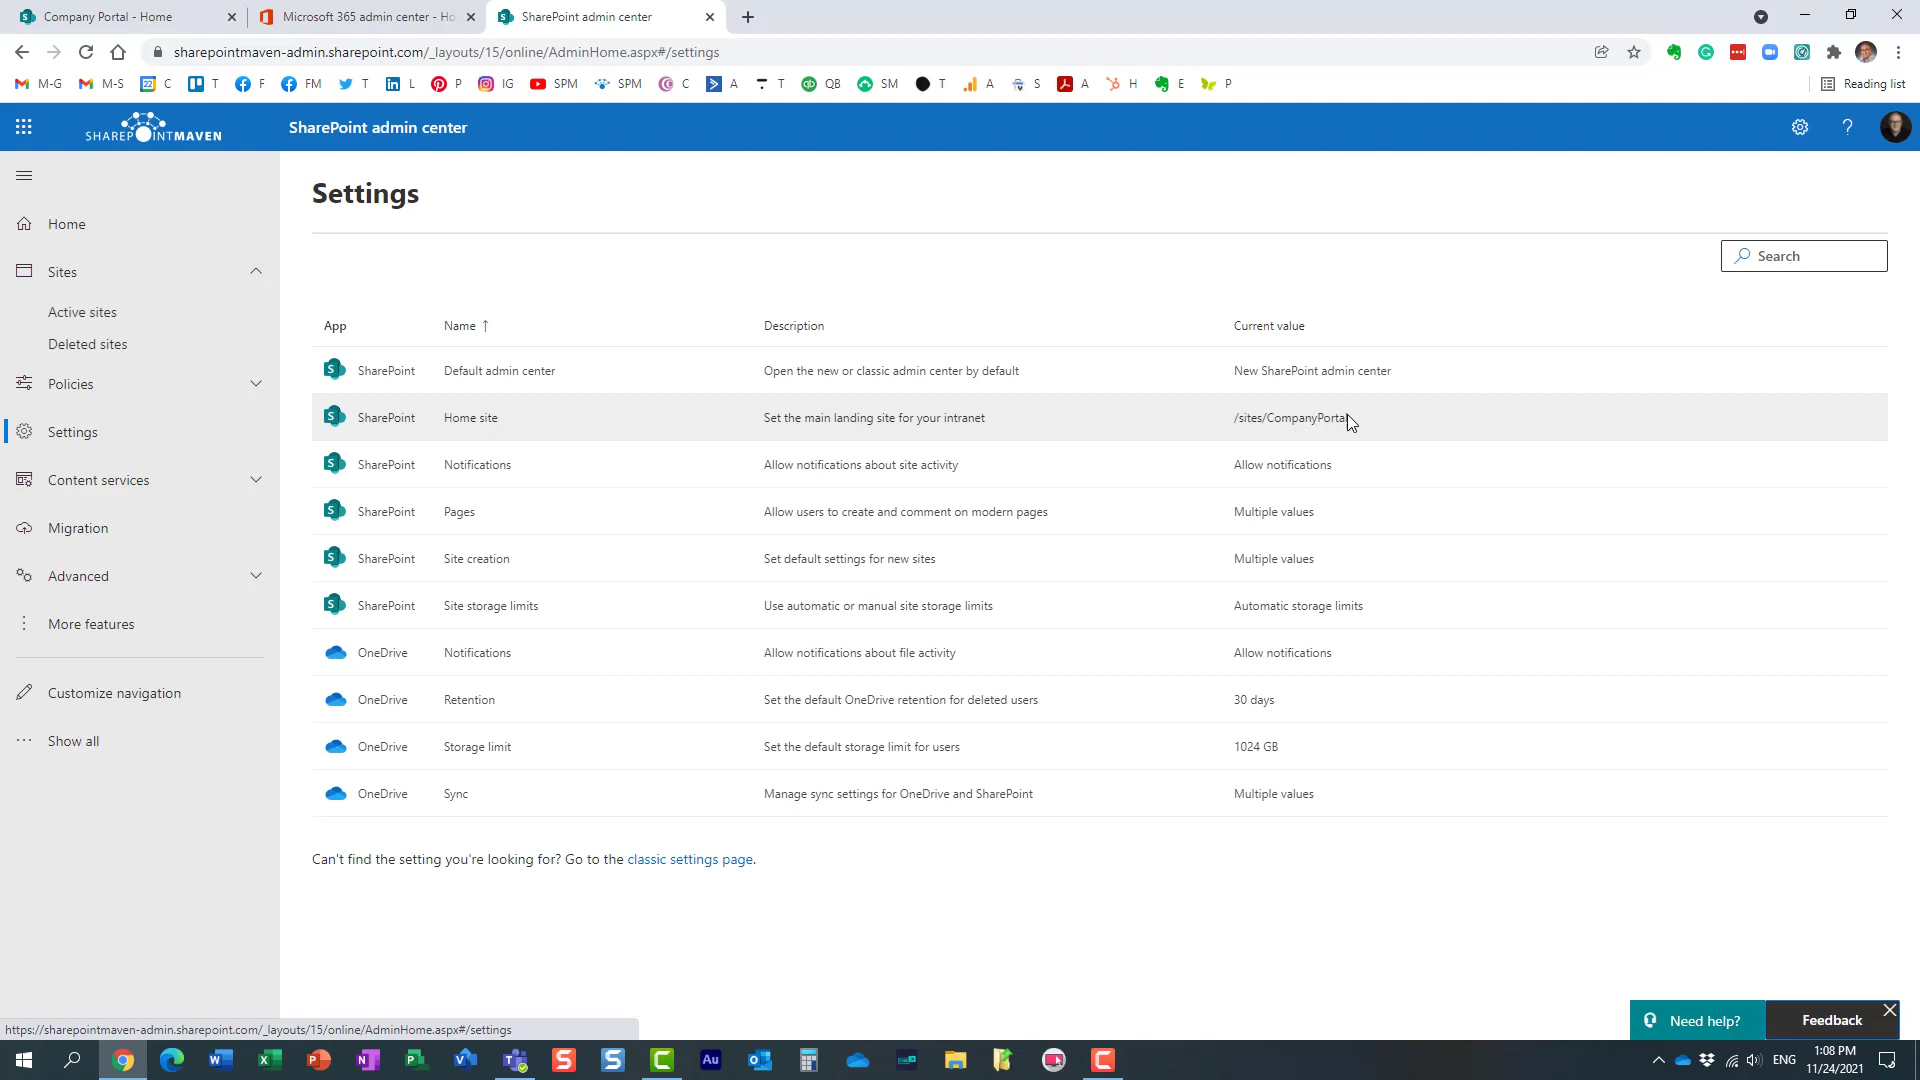 Company Portal - Home
Microsoft 365 admin center - Ho
SharePoint admin center
sharepointmaven-admin.sharepoint.com/_layouts/15/online/AdminHome.aspx#/settings
M-G
M-S
C
T
F
FM
T
L
P
IG
SPM
SPM
C
A
T
QB
SM
T
A
S
A
H
E
P
Reading list
SHAREPOINTMAVEN
SharePoint admin center
Settings
Search
Home
Sites
Active sites
Deleted sites
Policies
Settings
Content services
Migration
Advanced
More features
Customize navigation
Show all
App Name ↑ Description Current value
SharePoint Default admin center Open the new or classic admin center by default New SharePoint admin center
SharePoint Home site Set the main landing site for your intranet /sites/CompanyPortal
SharePoint Notifications Allow notifications about site activity Allow notifications
SharePoint Pages Allow users to create and comment on modern pages Multiple values
SharePoint Site creation Set default settings for new sites Multiple values
SharePoint Site storage limits Use automatic or manual site storage limits Automatic storage limits
OneDrive Notifications Allow notifications about file activity Allow notifications
OneDrive Retention Set the default OneDrive retention for deleted users 30 days
OneDrive Storage limit Set the default storage limit for users 1024 GB
OneDrive Sync Manage sync settings for OneDrive and SharePoint Multiple values
Can't find the setting you're looking for? Go to the classic settings page.
Need help?
Feedback
https://sharepointmaven-admin.sharepoint.com/_layouts/15/online/AdminHome.aspx#/settings
ENG
1:08 PM
11/24/2021